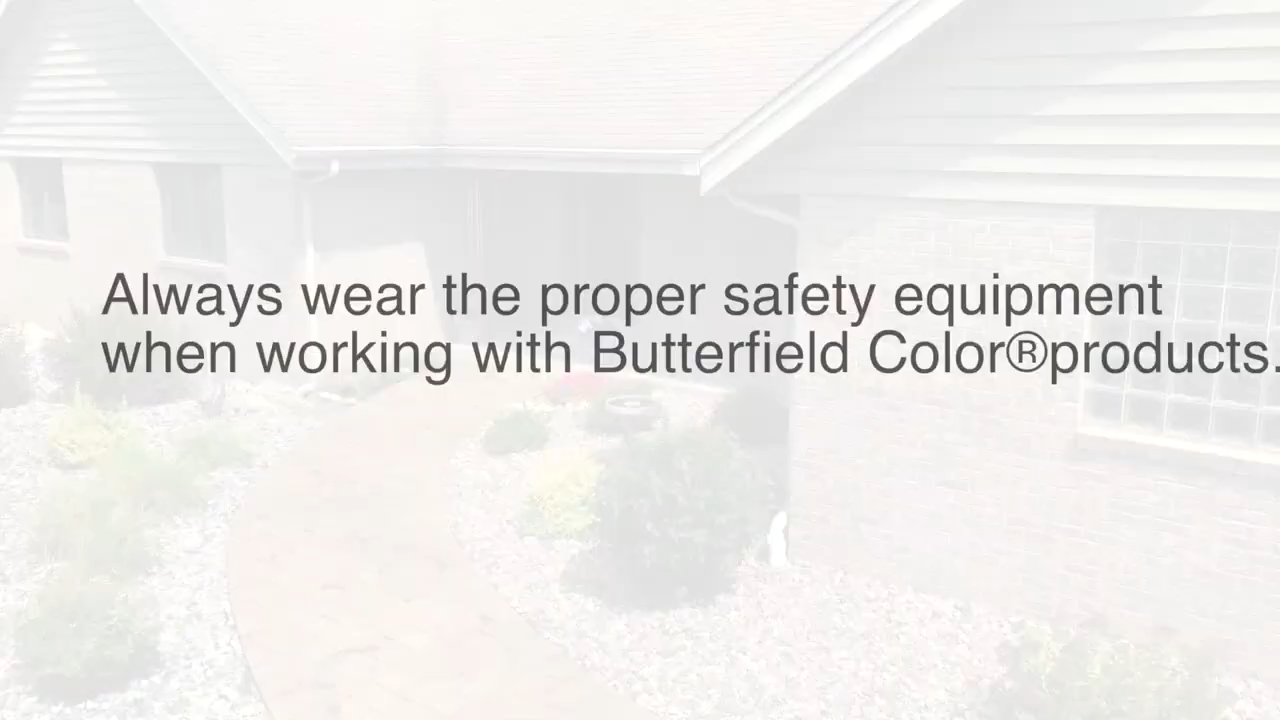 Always wear the proper safety equipment
when working with Butterfield Color®products.